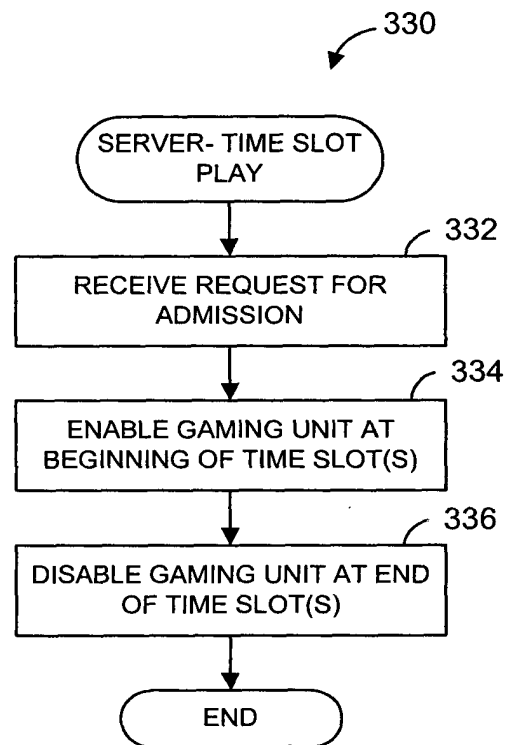 330
SERVER- TIME SLOT
PLAY
332
RECEIVE REQUEST FOR
ADMISSION
334
ENABLE GAMING UNIT AT
BEGINNING OF TIME SLOT(S)
336
DISABLE GAMING UNIT AT END
OF TIME SLOT(S)
END